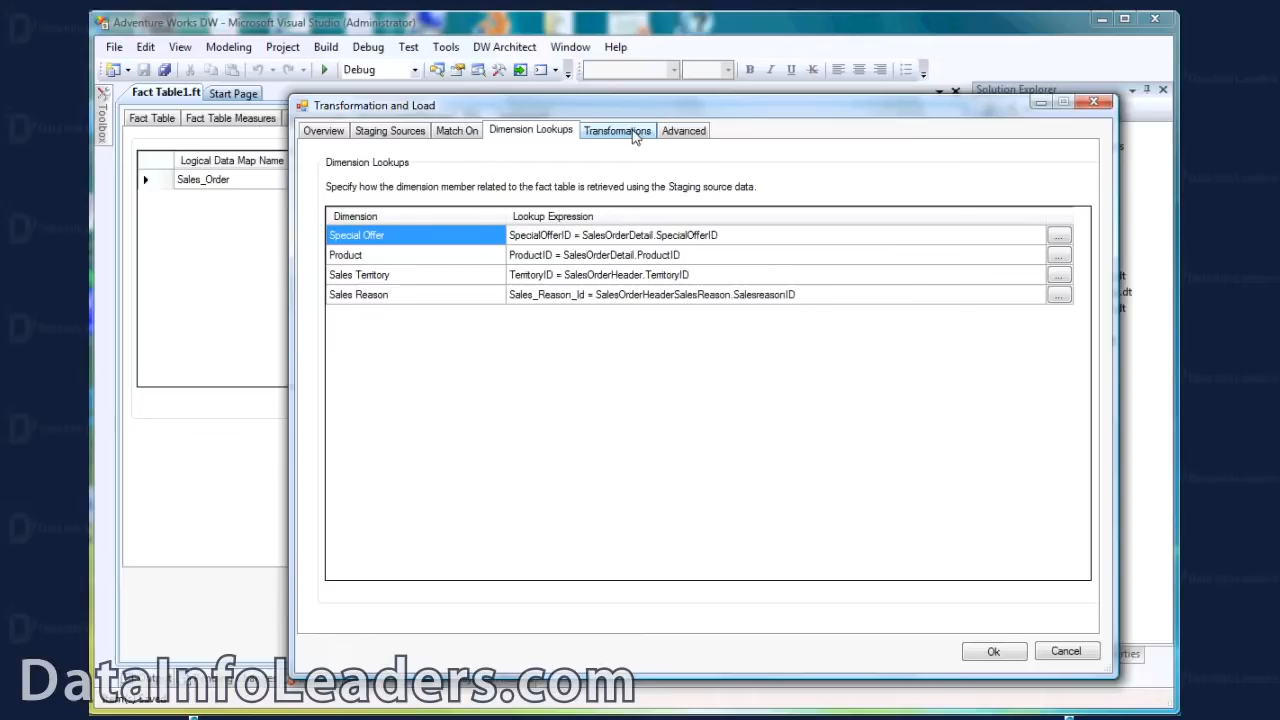 Adventure Works DW - Microsoft Visual Studio (Administrator)
File Edit View Modeling Project Build Debug Test Tools DW Architect Window Help
Debug
Fact Table1.ft Start Page
Solution Explorer
Toolbox
Fact Table Fact Table Measures
Logical Data Map Name
Sales_Order
Transformation and Load
Overview Staging Sources Match On Dimension Lookups Transformations Advanced
Dimension Lookups
Specify how the dimension member related to the fact table is retrieved using the Staging source data.
Dimension Lookup Expression
Special Offer SpecialOfferID = SalesOrderDetail.SpecialOfferID ...
Product ProductID = SalesOrderDetail.ProductID ...
Sales Territory TerritoryID = SalesOrderHeader.TerritoryID ...
Sales Reason Sales_Reason_Id = SalesOrderHeaderSalesReason.SalesreasonID ...
Ok Cancel
DataInfoLeaders.com